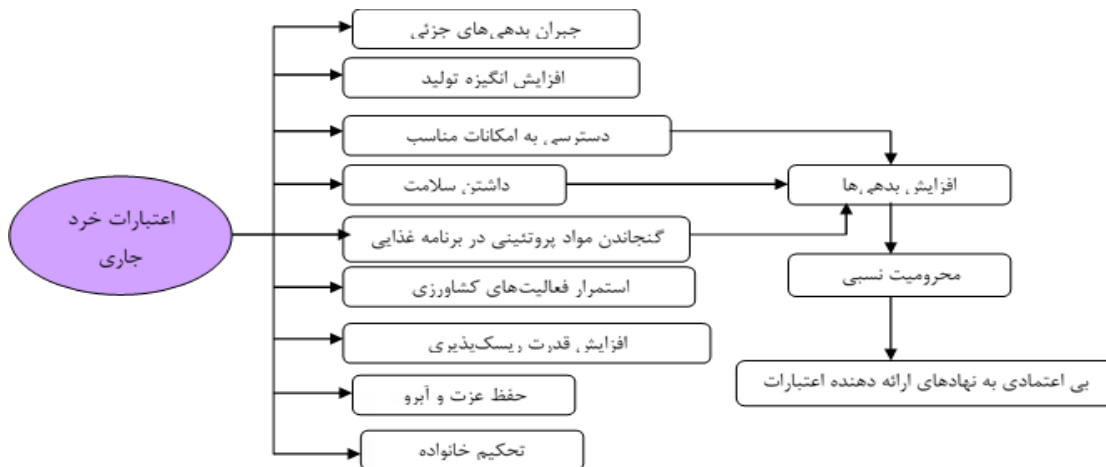 اعتبارات خرد
جاری
جبران بدهی‌های جزئی
افزایش انگیزه تولید
دسترسی به امکانات مناسب
داشتن سلامت
گنجاندن مواد پروتئینی در برنامه غذایی
استمرار فعالیت‌های کشاورزی
افزایش قدرت ریسک‌پذیری
حفظ عزت و آبرو
تحکیم خانواده
افزایش بدهی‌ها
محرومیت نسبی
بی اعتمادی به نهادهای ارائه دهنده اعتبارات